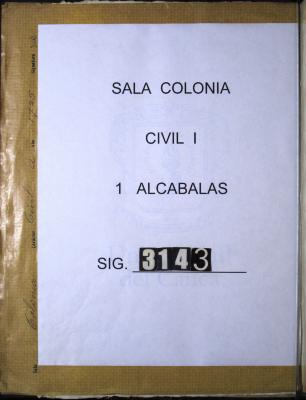 SALA COLONIA
CIVIL I
1 ALCABALAS
SIG. 3143